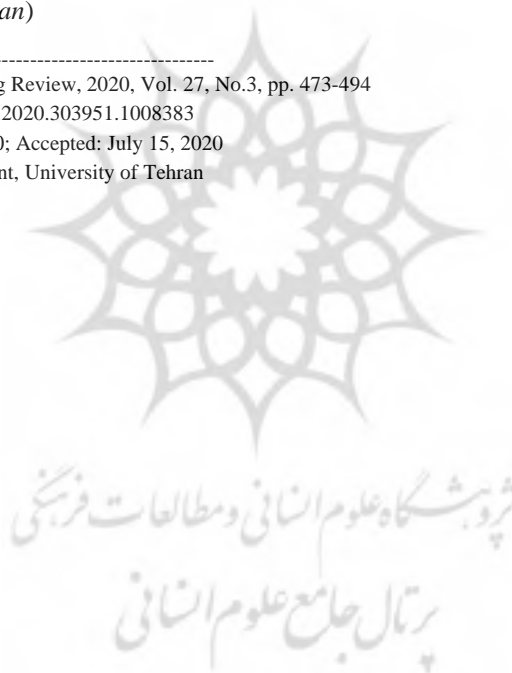 an)
------------------------------
g Review, 2020, Vol. 27, No.3, pp. 473-494
2020.303951.1008383
0; Accepted: July 15, 2020
nt, University of Tehran
پژوهشگاه علوم انسانی و مطالعات فرهنگی
پرتال جامع علوم انسانی